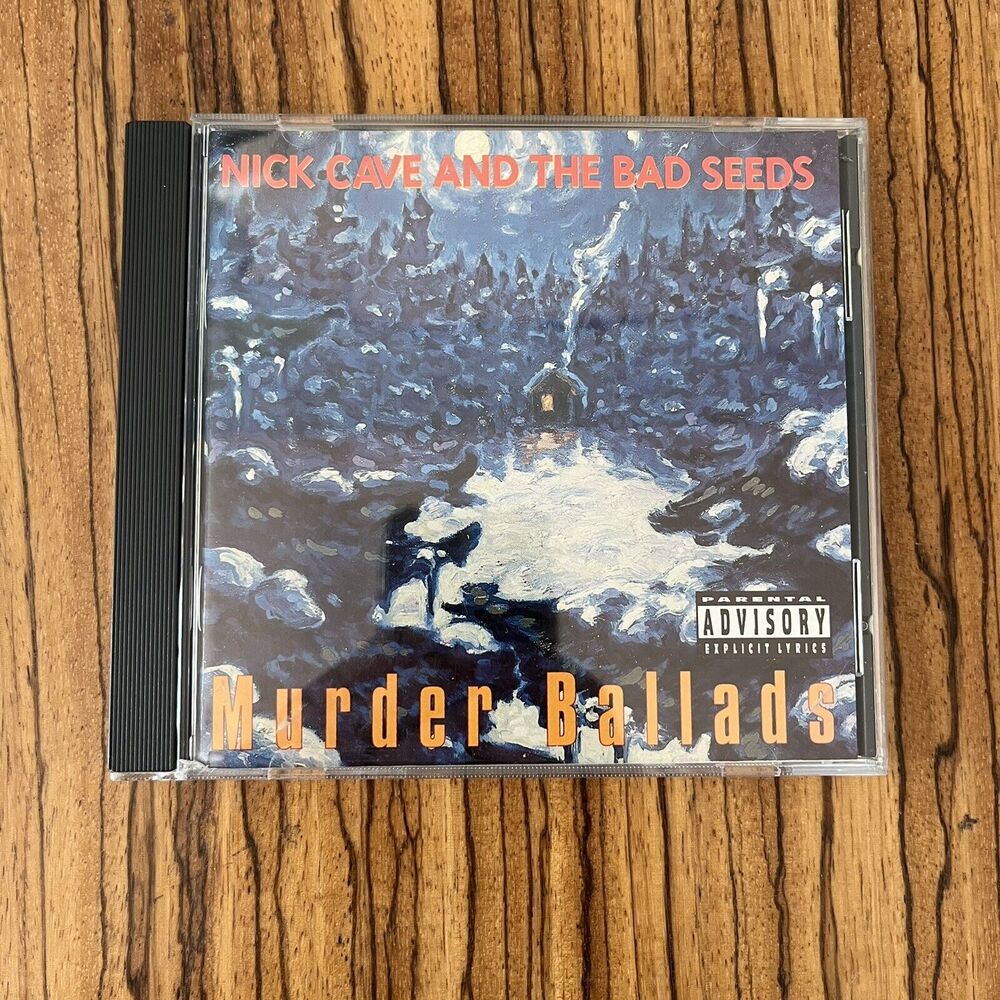 NICK CAVE AND THE BAD SEEDS
PARENTAL
ADVISORY
EXPLICIT LYRICS
Murder Ballads